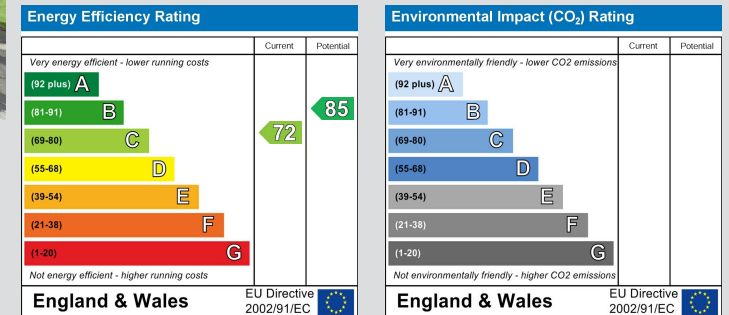 Energy Efficiency Rating
Current Potential
Very energy efficient - lower running costs
(92 plus) A
(81-91) B
85
(69-80) C
72
(55-68) D
(39-54) E
(21-38) F
(1-20) G
Not energy efficient - higher running costs
England & Wales
EU Directive
2002/91/EC
Environmental Impact (CO₂) Rating
Current Potential
Very environmentally friendly - lower CO2 emissions
(92 plus) A
(81-91) B
(69-80) C
(55-68) D
(39-54) E
(21-38) F
(1-20) G
Not environmentally friendly - higher CO2 emissions
England & Wales
EU Directive
2002/91/EC